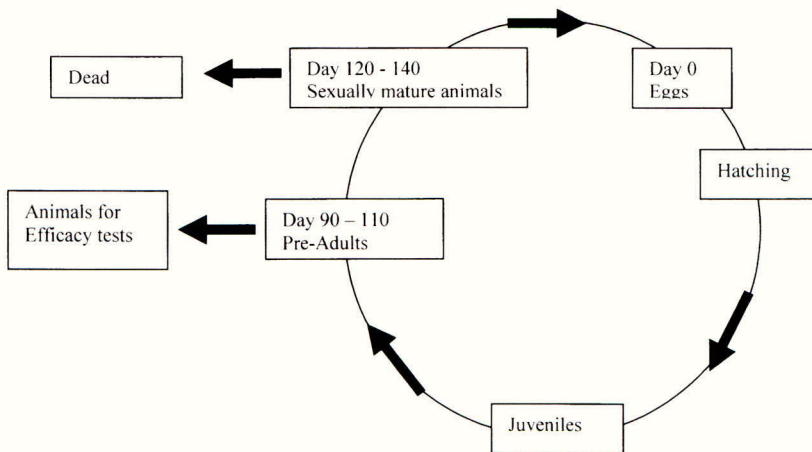 Dead
Day 120 - 140
Sexually mature animals
Day 0
Eggs
Hatching
Animals for
Efficacy tests
Day 90 – 110
Pre-Adults
Juveniles